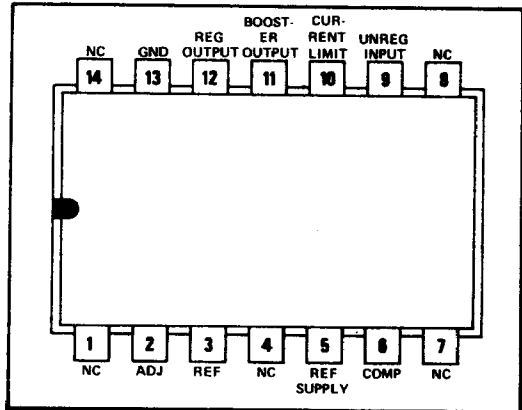 NC GND REG OUTPUT BOOST-ER OUTPUT CUR-RENT LIMIT UNREG INPUT NC
14 13 12 11 10 9 8
1 2 3 4 5 6 7
NC ADJ REF NC REF SUPPLY COMP NC